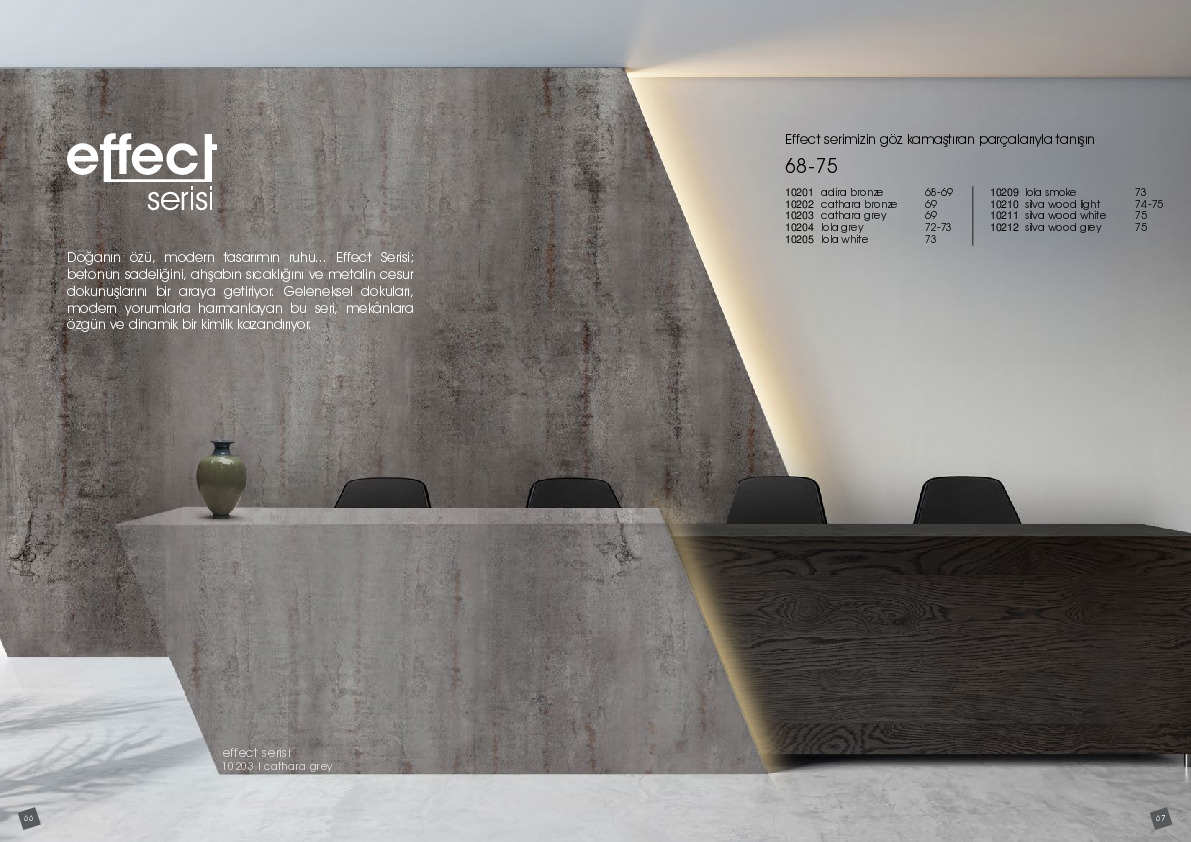 effect
serisi
Doğanın özü, modern tasarımın ruhu... Effect Serisi;
betonun sadeliğini, ahşabın sıcaklığını ve metalin cesur
dokunuşlarını bir araya getiriyor. Geleneksel dokuları,
modern yorumlarla harmanlayan bu seri, mekânlara
özgün ve dinamik bir kimlik kazandırıyor.
effect serisi
10203 I cathara grey
66
Effect serimizin göz kamaştıran parçalarıyla tanışın
68-75
10201 adira bronze 68-69
10202 cathara bronze 69
10203 cathara grey 69
10204 lola grey 72-73
10205 lola white 73
10209 lola smoke 73
10210 silva wood light 74-75
10211 silva wood white 75
10212 silva wood grey 75
67